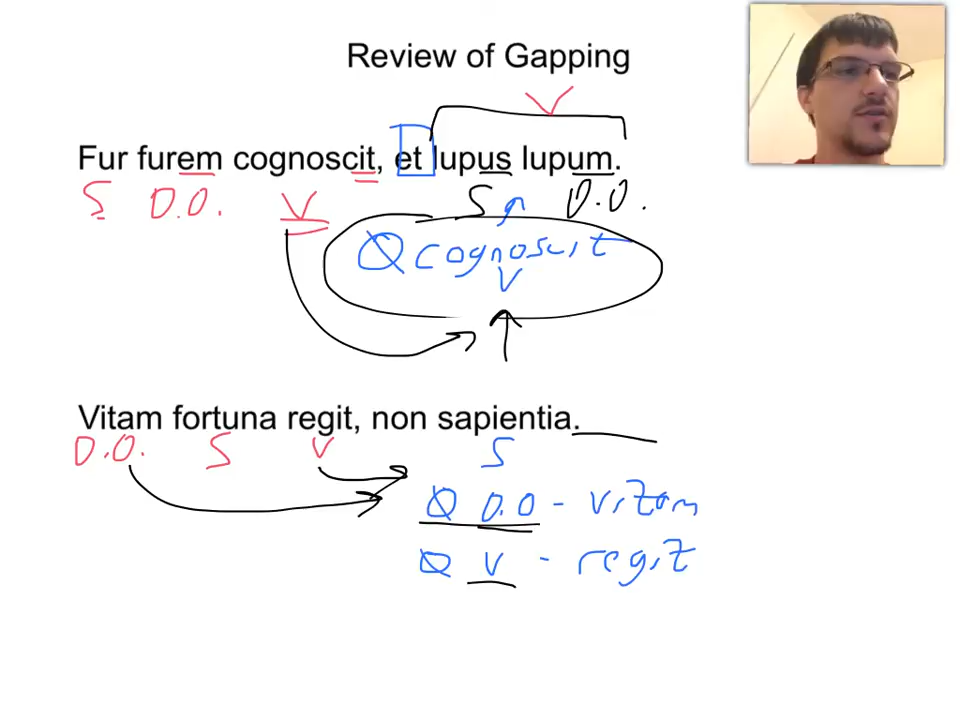 Review of Gapping
V
Fur furem cognoscit, et lupus lupum.
S D.O. V S D.O.
Ø cognoscit
V
Vitam fortuna regit, non sapientia.
D.O. S V S
Ø D.O - vitam
Ø V - regit